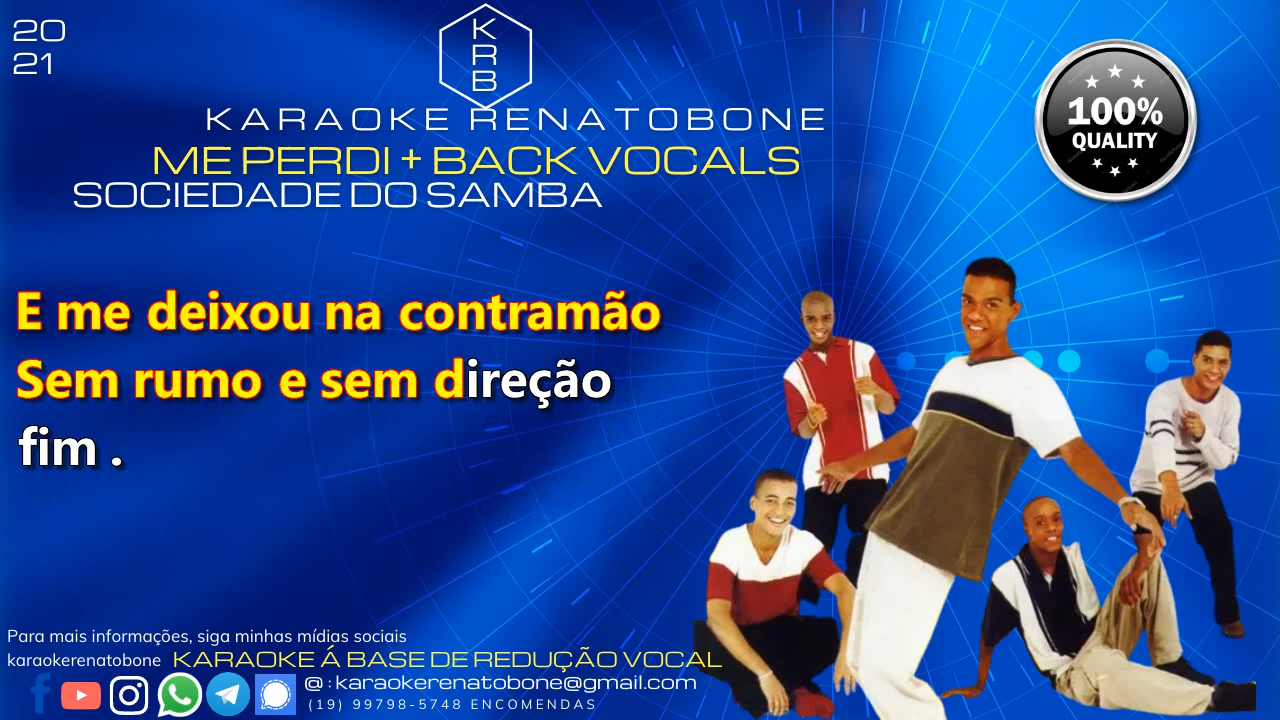 20
21
K
R
B
KARAOKE RENATOBONE
ME PERDI + BACK VOCALS
SOCIEDADE DO SAMBA
100%
QUALITY
E me deixou na contramão
Sem rumo e sem direção
fim .
Para mais informações, siga minhas mídias sociais
karaokerenatobone KARAOKE Á BASE DE REDUÇÃO VOCAL
@ : karaokerenatobone@gmail.com
(19) 99798-5748 ENCOMENDAS